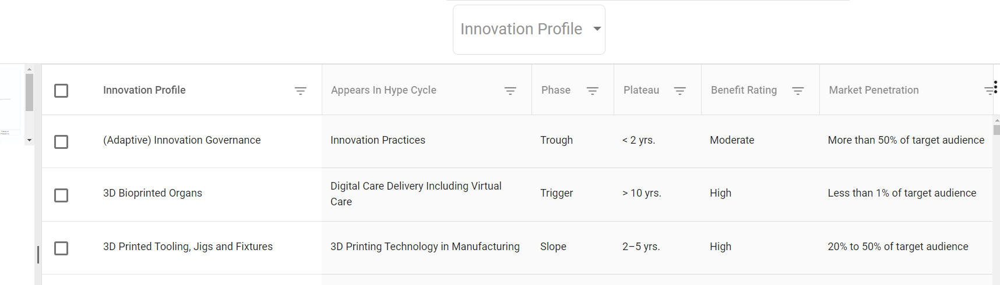 Innovation Profile
Innovation Profile
Appears In Hype Cycle
Phase
Plateau
Benefit Rating
Market Penetration
(Adaptive) Innovation Governance
Innovation Practices
Trough
< 2 yrs.
Moderate
More than 50% of target audience
3D Bioprinted Organs
Digital Care Delivery Including Virtual
Care
Trigger
> 10 yrs.
High
Less than 1% of target audience
3D Printed Tooling, Jigs and Fixtures
3D Printing Technology in Manufacturing
Slope
2–5 yrs.
High
20% to 50% of target audience